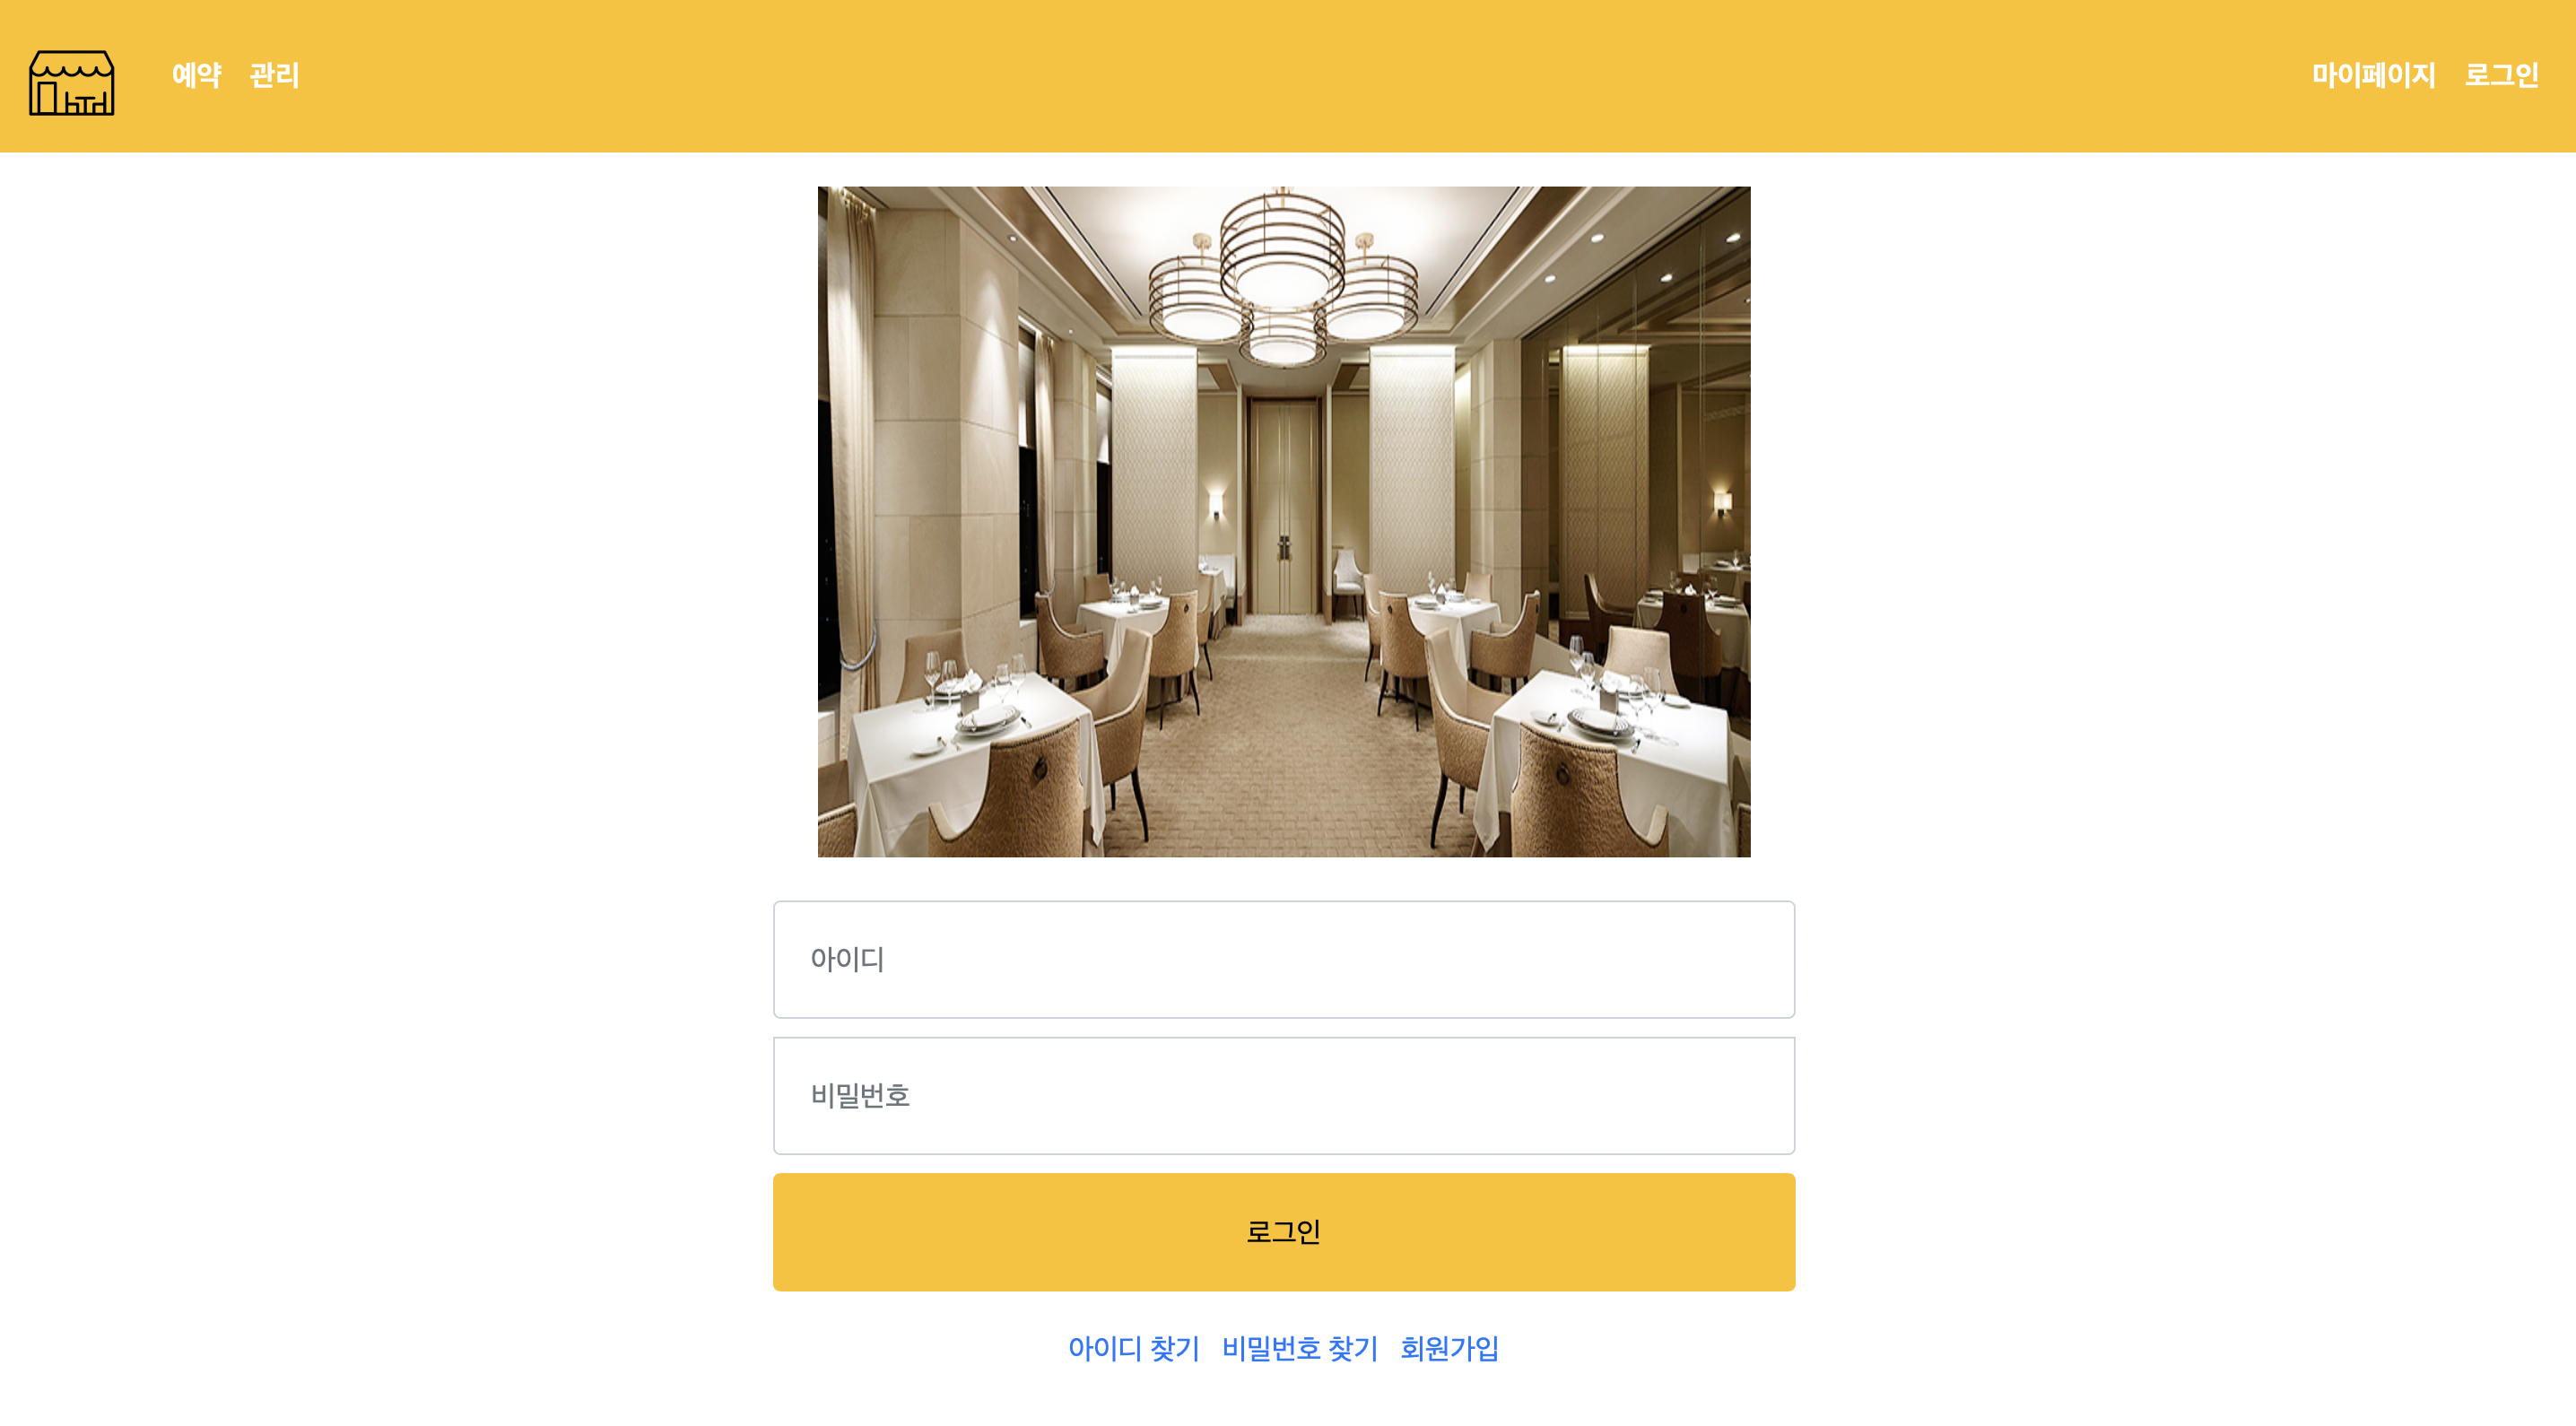 예약 관리 마이페이지 로그인
아이디
비밀번호
로그인
아이디 찾기 비밀번호 찾기 회원가입